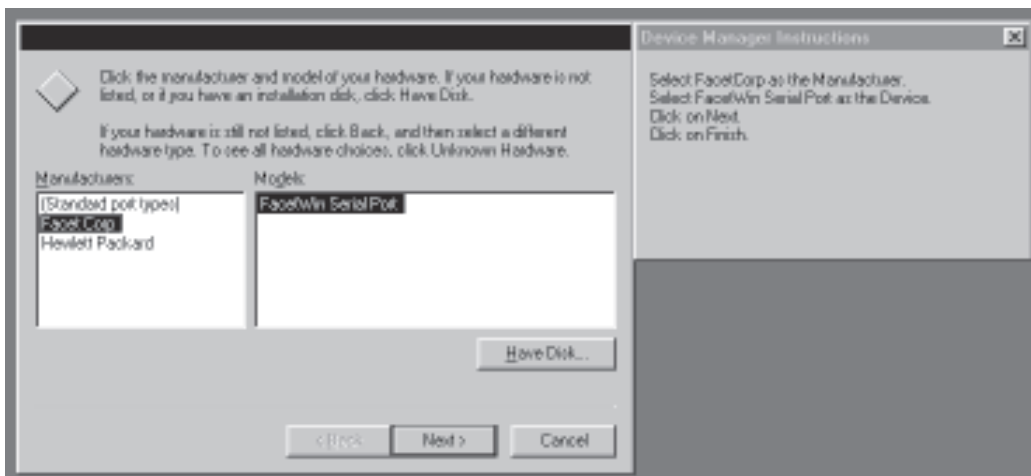 Device Manager Instructions
Click the manufacturer and model of your hardware. If your hardware is not
listed, or if you have an installation disk, click Have Disk.
If your hardware is still not listed, click Back, and then select a different
hardware type. To see all hardware choices, click Unknown Hardware.
Manufacturers:
(Standard port types)
Facet Corp
Hewlett Packard
Models:
FacetWin Serial Port
Have Disk...
< Back
Next >
Cancel
Select FacetCorp as the Manufacturer.
Select FacetWin Serial Port as the Device.
Click on Next.
Click on Finish.